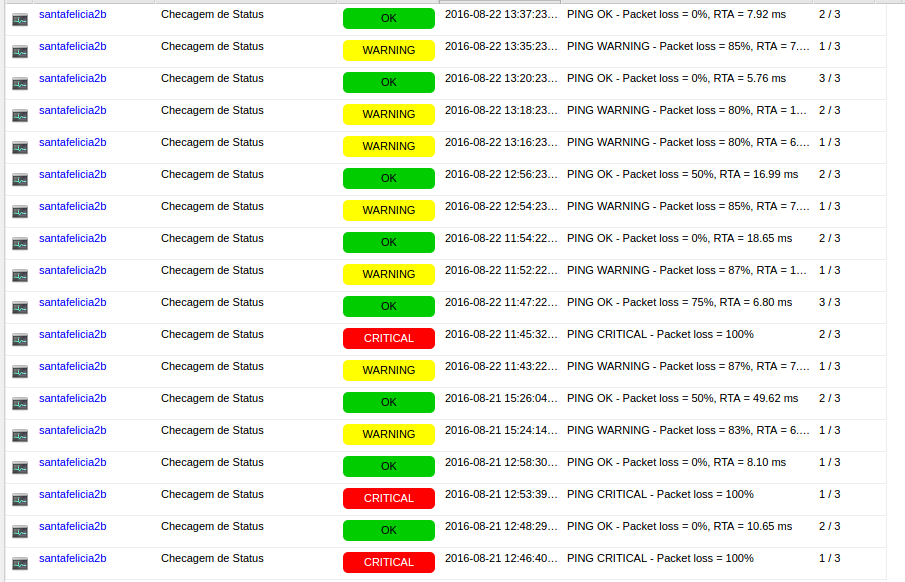 santafelicia2b Checagem de Status OK 2016-08-22 13:37:23... PING OK - Packet loss = 0%, RTA = 7.92 ms 2 / 3
santafelicia2b Checagem de Status WARNING 2016-08-22 13:35:23... PING WARNING - Packet loss = 85%, RTA = 7.... 1 / 3
santafelicia2b Checagem de Status OK 2016-08-22 13:20:23... PING OK - Packet loss = 0%, RTA = 5.76 ms 3 / 3
santafelicia2b Checagem de Status WARNING 2016-08-22 13:18:23... PING WARNING - Packet loss = 80%, RTA = 1... 2 / 3
santafelicia2b Checagem de Status WARNING 2016-08-22 13:16:23... PING WARNING - Packet loss = 80%, RTA = 6.... 1 / 3
santafelicia2b Checagem de Status OK 2016-08-22 12:56:23... PING OK - Packet loss = 50%, RTA = 16.99 ms 2 / 3
santafelicia2b Checagem de Status WARNING 2016-08-22 12:54:23... PING WARNING - Packet loss = 85%, RTA = 7.... 1 / 3
santafelicia2b Checagem de Status OK 2016-08-22 11:54:22... PING OK - Packet loss = 0%, RTA = 18.65 ms 2 / 3
santafelicia2b Checagem de Status WARNING 2016-08-22 11:52:22... PING WARNING - Packet loss = 87%, RTA = 1... 1 / 3
santafelicia2b Checagem de Status OK 2016-08-22 11:47:22... PING OK - Packet loss = 75%, RTA = 6.80 ms 3 / 3
santafelicia2b Checagem de Status CRITICAL 2016-08-22 11:45:32... PING CRITICAL - Packet loss = 100% 2 / 3
santafelicia2b Checagem de Status WARNING 2016-08-22 11:43:22... PING WARNING - Packet loss = 87%, RTA = 7.... 1 / 3
santafelicia2b Checagem de Status OK 2016-08-21 15:26:04... PING OK - Packet loss = 50%, RTA = 49.62 ms 2 / 3
santafelicia2b Checagem de Status WARNING 2016-08-21 15:24:14... PING WARNING - Packet loss = 83%, RTA = 6.... 1 / 3
santafelicia2b Checagem de Status OK 2016-08-21 12:58:30... PING OK - Packet loss = 0%, RTA = 8.10 ms 1 / 3
santafelicia2b Checagem de Status CRITICAL 2016-08-21 12:53:39... PING CRITICAL - Packet loss = 100% 1 / 3
santafelicia2b Checagem de Status OK 2016-08-21 12:48:29... PING OK - Packet loss = 0%, RTA = 10.65 ms 2 / 3
santafelicia2b Checagem de Status CRITICAL 2016-08-21 12:46:40... PING CRITICAL - Packet loss = 100% 1 / 3